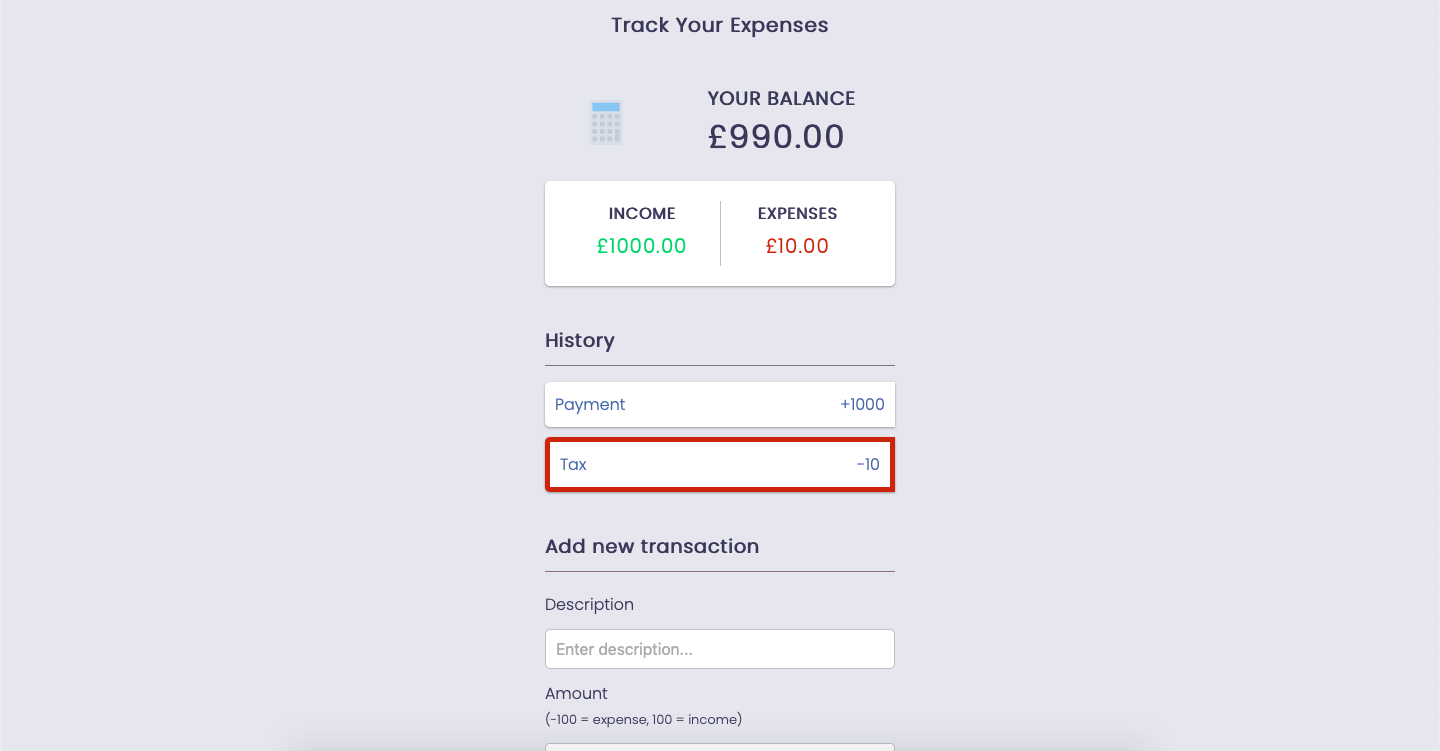 Track Your Expenses
YOUR BALANCE
£990.00
INCOME EXPENSES
£1000.00 £10.00
History
Payment +1000
Tax -10
Add new transaction
Description
Enter description...
Amount
(-100 = expense, 100 = income)